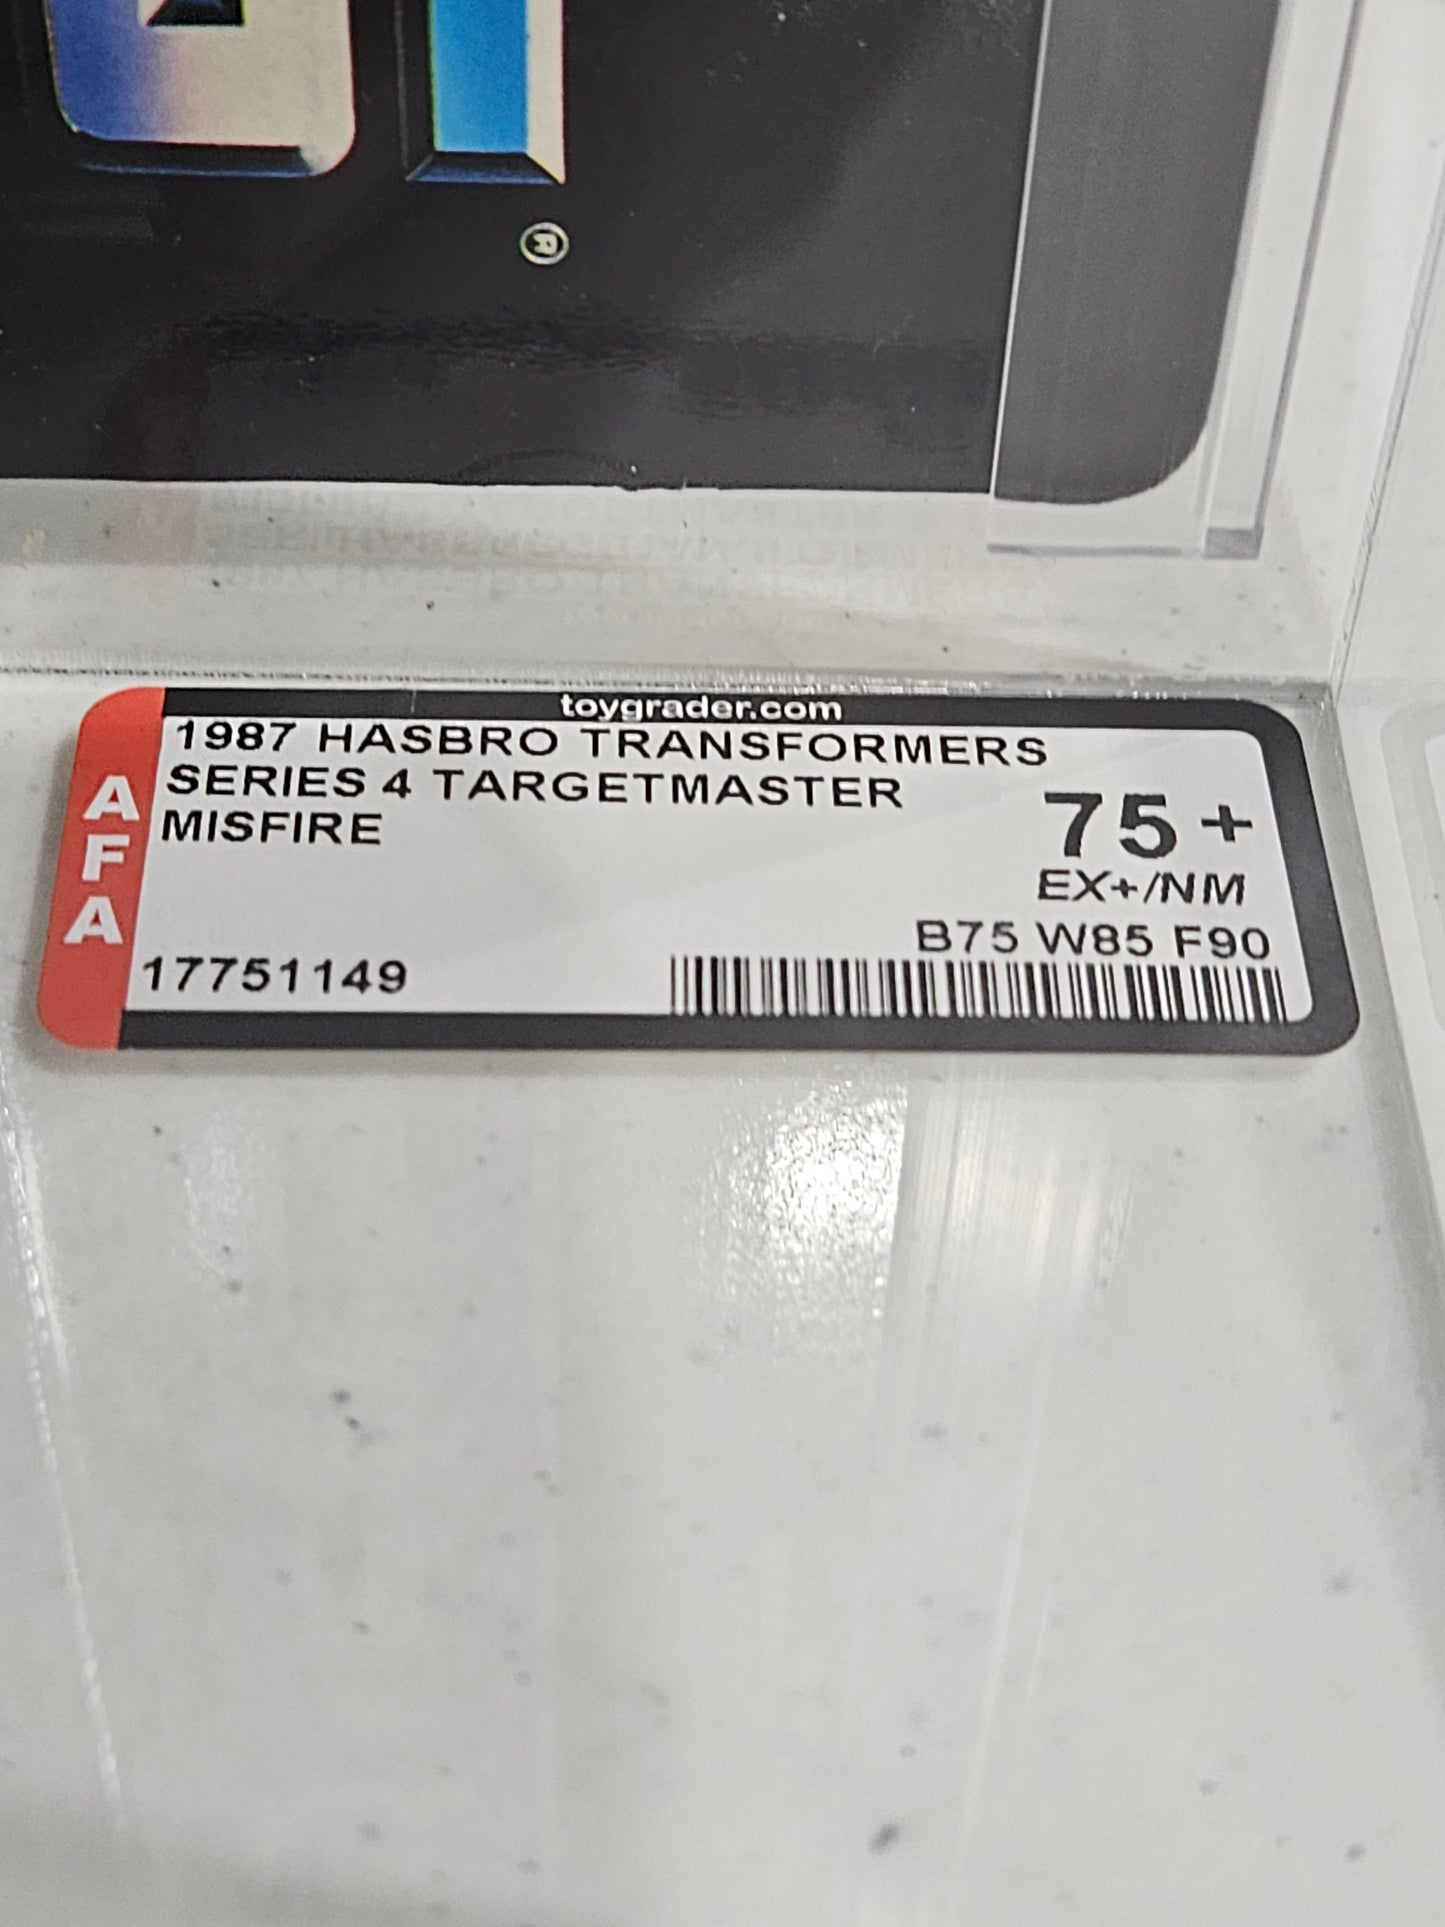 ®
toygrader.com
1987 HASBRO TRANSFORMERS
SERIES 4 TARGETMASTER
MISFIRE
75+
EX+/NM
B75 W85 F90
17751149
AFA